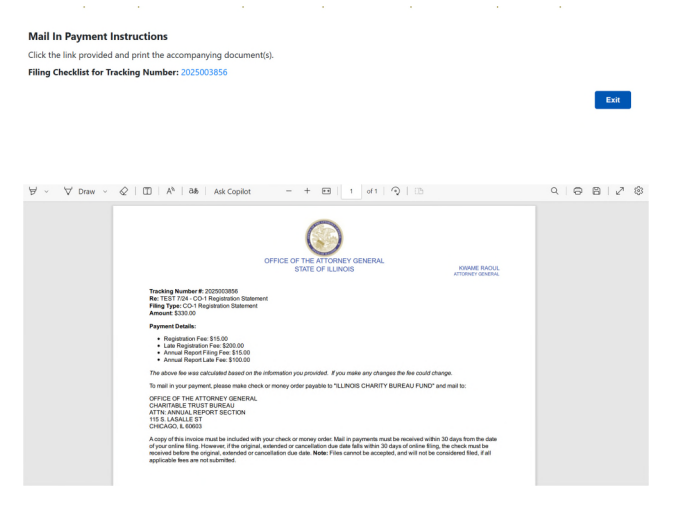 Mail In Payment Instructions
Click the link provided and print the accompanying document(s).
Filing Checklist for Tracking Number: 2025003856
Exit
Draw
Ask Copilot
1 of 1
OFFICE OF THE ATTORNEY GENERAL
STATE OF ILLINOIS
KWAME RAOUL
ATTORNEY GENERAL
Tracking Number #: 2025003856
Re: TEST 7/24 - CO-1 Registration Statement
Filing Type: CO-1 Registration Statement
Amount: $330.00
Payment Details:
• Registration Fee: $15.00
• Late Registration Fee: $200.00
• Annual Report Filing Fee: $15.00
• Annual Report Late Fee: $100.00
The above fee was calculated based on the information you provided. If you make any changes the fee could change.
To mail in your payment, please make check or money order payable to "ILLINOIS CHARITY BUREAU FUND" and mail to:
OFFICE OF THE ATTORNEY GENERAL
CHARITABLE TRUST BUREAU
ATTN: ANNUAL REPORT SECTION
115 S. LASALLE ST
CHICAGO, IL 60603
A copy of this invoice must be included with your check or money order. Mail in payments must be received within 30 days from the date
of your online filing. However, if the original, extended or cancellation due date falls within 30 days of online filing, the check must be
received before the original, extended or cancellation due date. Note: Files cannot be accepted, and will not be considered filed, if all
applicable fees are not submitted.